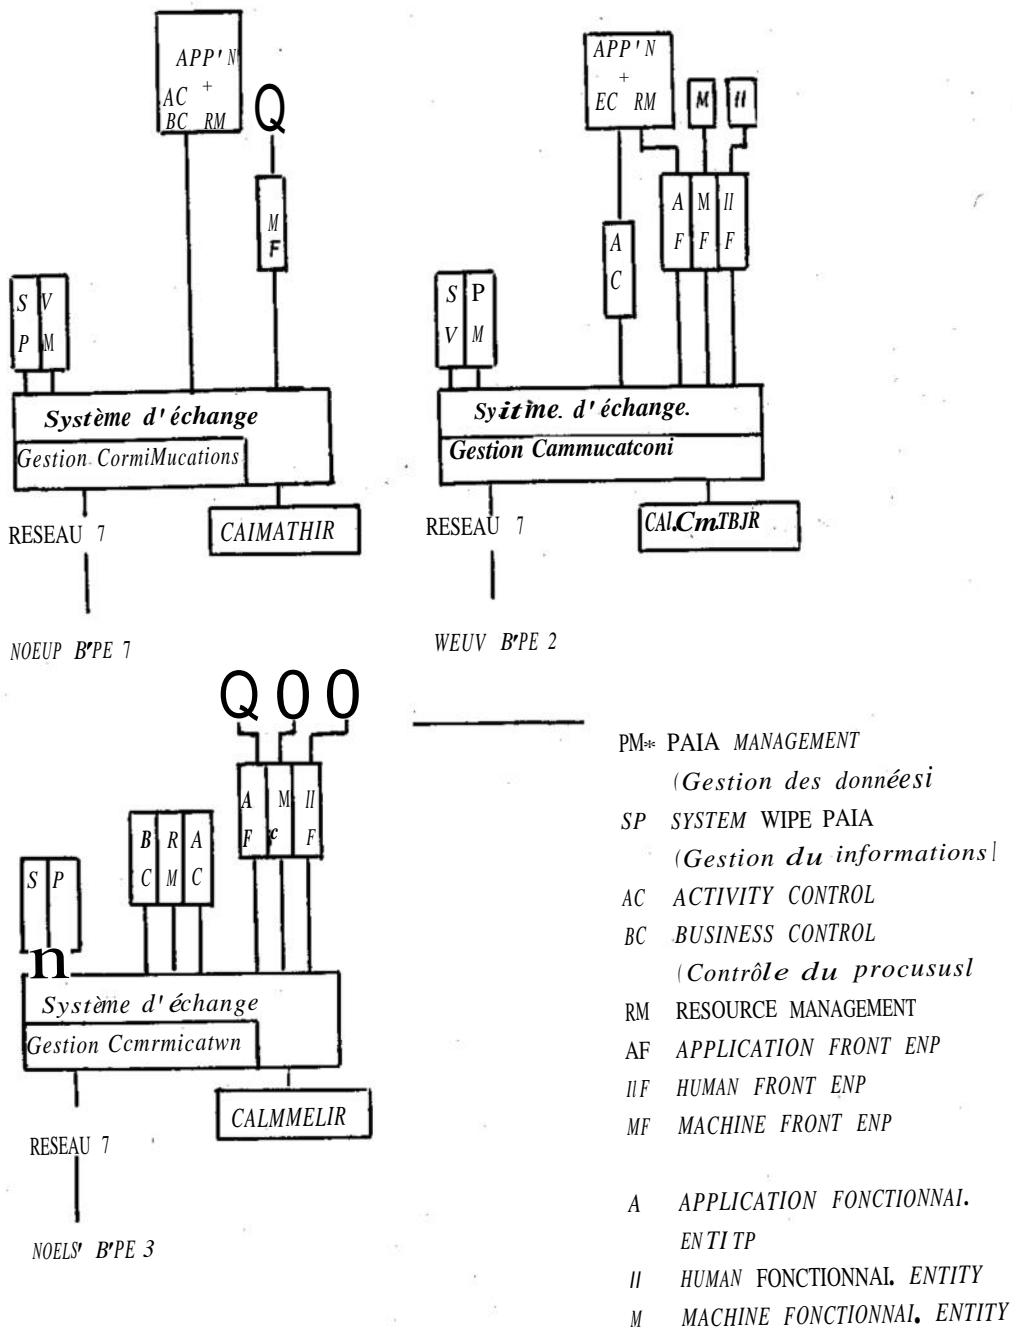 APP'N
+
AC
BC RM
Q
M
F
S V
P M
Système d'échange
Gestion CormiMucations
RESEAU 7
CAIMATHIR
NOEUP B'PE 7
APP'N
+
EC RM
M
II
A M II
F F F
A
C
S P
V M
Syitme. d'échange.
Gestion Cammucatconi
RESEAU 7
CAl.Cm.TBJR
WEUV B'PE 2
Q O O
A M II
F c F
B R A
C M C
S P
n
Système d'échange
Gestion Ccmrmicatwn
RESEAU 7
CALMMELIR
NOELS' B'PE 3
PM* PAIA MANAGEMENT
(Gestion des donnéesi
SP SYSTEM WIPE PAIA
(Gestion du informations|
AC ACTIVITY CONTROL
BC BUSINESS CONTROL
(Contrôle du procususl
RM RESOURCE MANAGEMENT
AF APPLICATION FRONT ENP
IlF HUMAN FRONT ENP
MF MACHINE FRONT ENP
A APPLICATION FONCTIONNAI.
ENTITP
II HUMAN FONCTIONNAI. ENTITY
M MACHINE FONCTIONNAI. ENTITY